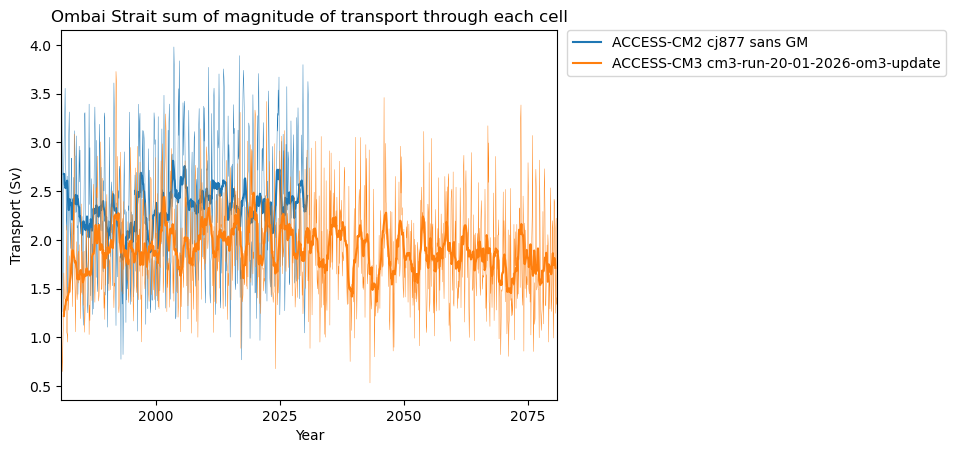 Ombai Strait sum of magnitude of transport through each cell
ACCESS-CM2 cj877 sans GM
ACCESS-CM3 cm3-run-20-01-2026-om3-update
Transport (Sv)
4.0
3.5
3.0
2.5
2.0
1.5
1.0
0.5
2000
2025
2050
2075
Year